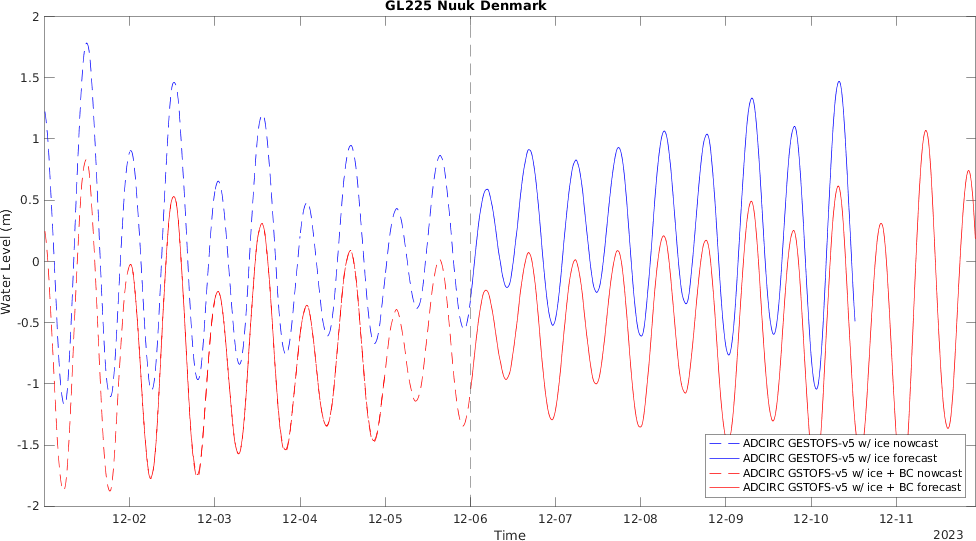 GL225 Nuuk Denmark
2
1.5
1
0.5
0
-0.5
-1
-1.5
-2
Water Level (m)
ADCIRC GESTOFS-v5 w/ ice nowcast
ADCIRC GESTOFS-v5 w/ ice forecast
ADCIRC GSTOFS-v5 w/ ice + BC nowcast
ADCIRC GSTOFS-v5 w/ ice + BC forecast
12-02 12-03 12-04 12-05 12-06 12-07 12-08 12-09 12-10 12-11
Time
2023